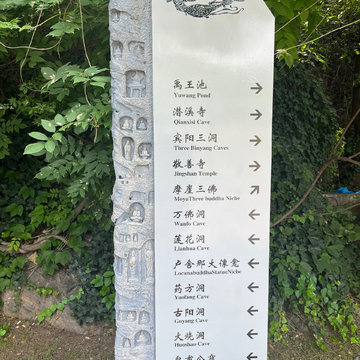 禹王池
Yuwang Pond
潜溪寺
Qianxisi Cave
宾阳三洞
Three Binyang Caves
敬善寺
Jingshan Temple
摩崖三佛
MoyaThree buddha Niche
万佛洞
Wanfo Cave
莲花洞
Lianhua Cave
卢舍那大像龛
LocanabuddhaStatueNiche
药方洞
Yaofang Cave
古阳洞
Guyang Cave
火烧洞
Huoshao Cave